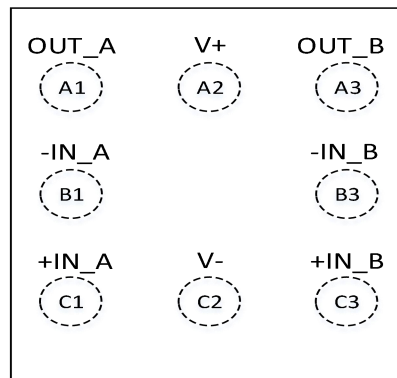 OUT_A V+ OUT_B
A1 A2 A3
-IN_A -IN_B
B1 B3
+IN_A V- +IN_B
C1 C2 C3